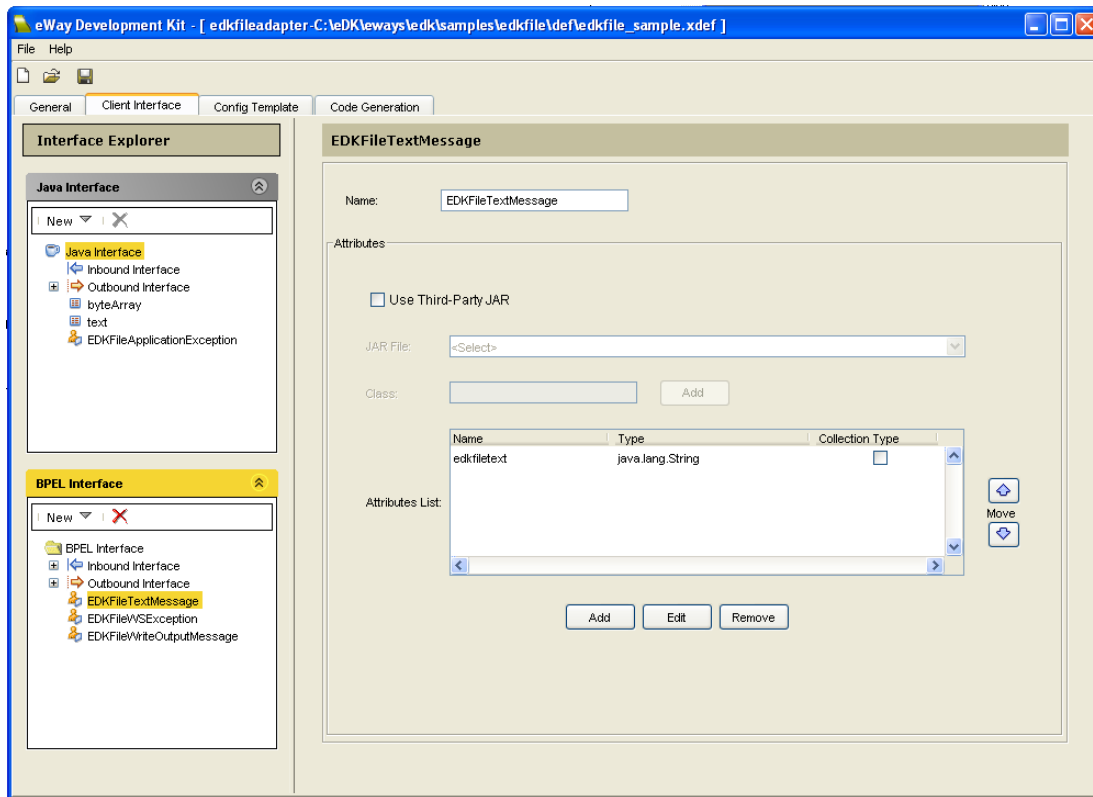 eWay Development Kit - [ edkfileadapter-C:\eDK\eways\edk\samples\edkfile\def\edkfile_sample.xdef ]
File Help
General Client Interface Config Template Code Generation
Interface Explorer
Java Interface
New
Java Interface
Inbound Interface
Outbound Interface
byteArray
text
EDKFileApplicationException
BPEL Interface
New
BPEL Interface
Inbound Interface
Outbound Interface
EDKFileTextMessage
EDKFileWSException
EDKFileWriteOutputMessage
EDKFileTextMessage
Name: EDKFileTextMessage
Attributes
Use Third-Party JAR
JAR File: <Select>
Class: Add
Name Type Collection Type
edkfiletext java.lang.String
Attributes List:
Move
Add Edit Remove